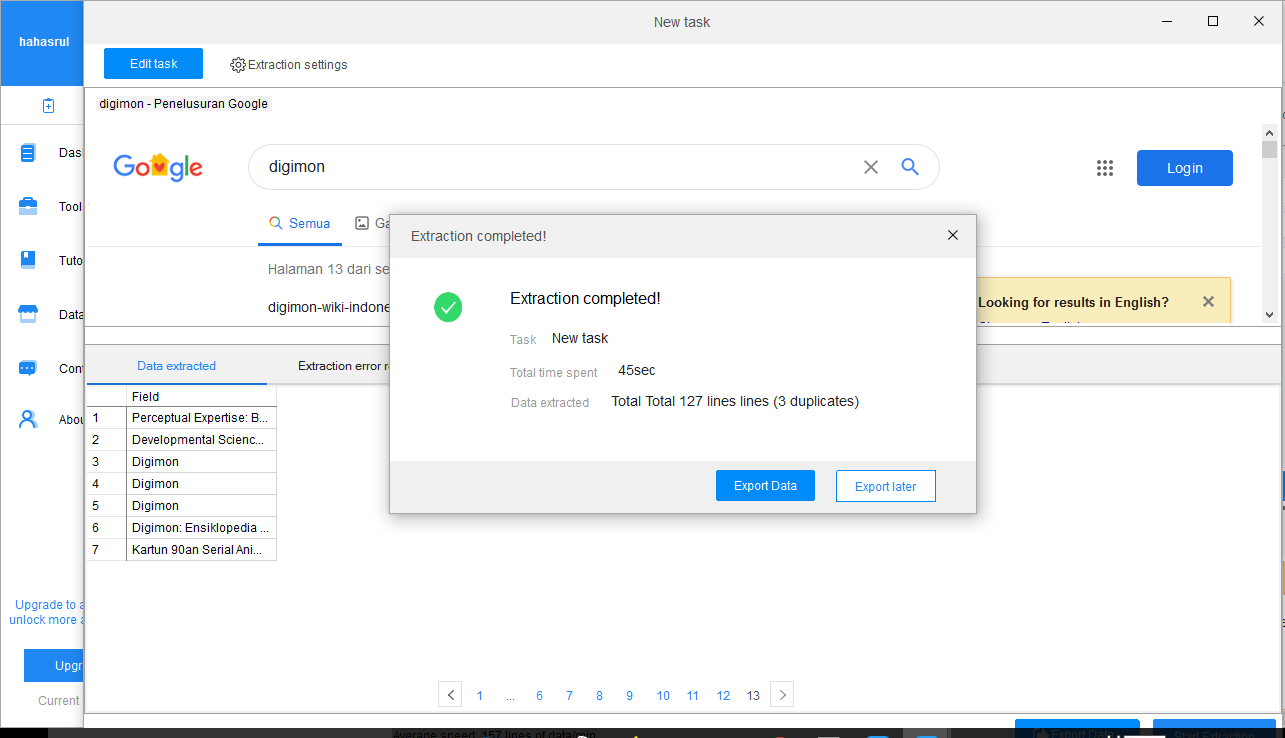 New task
hahasrul
Edit task
Extraction settings
digimon - Penelusuran Google
Google
digimon
Login
Semua
Halaman 13 dari
digimon-wiki-indone
Looking for results in English?
Extraction completed!
Extraction completed!
Task New task
Total time spent 45sec
Data extracted Total Total 127 lines lines (3 duplicates)
Export Data
Export later
Data extracted
Extraction error
Field
1 Perceptual Expertise: B...
2 Developmental Scienc...
3 Digimon
4 Digimon
5 Digimon
6 Digimon: Ensiklopedia ...
7 Kartun 90an Serial Ani...
Das
Tool
Tuto
Data
Con
Abou
Upgrade to a
unlock more a
Upgr
Current
< 1 ... 6 7 8 9 10 11 12 13 >
Average speed: 157 lines of data/min
Start Extraction